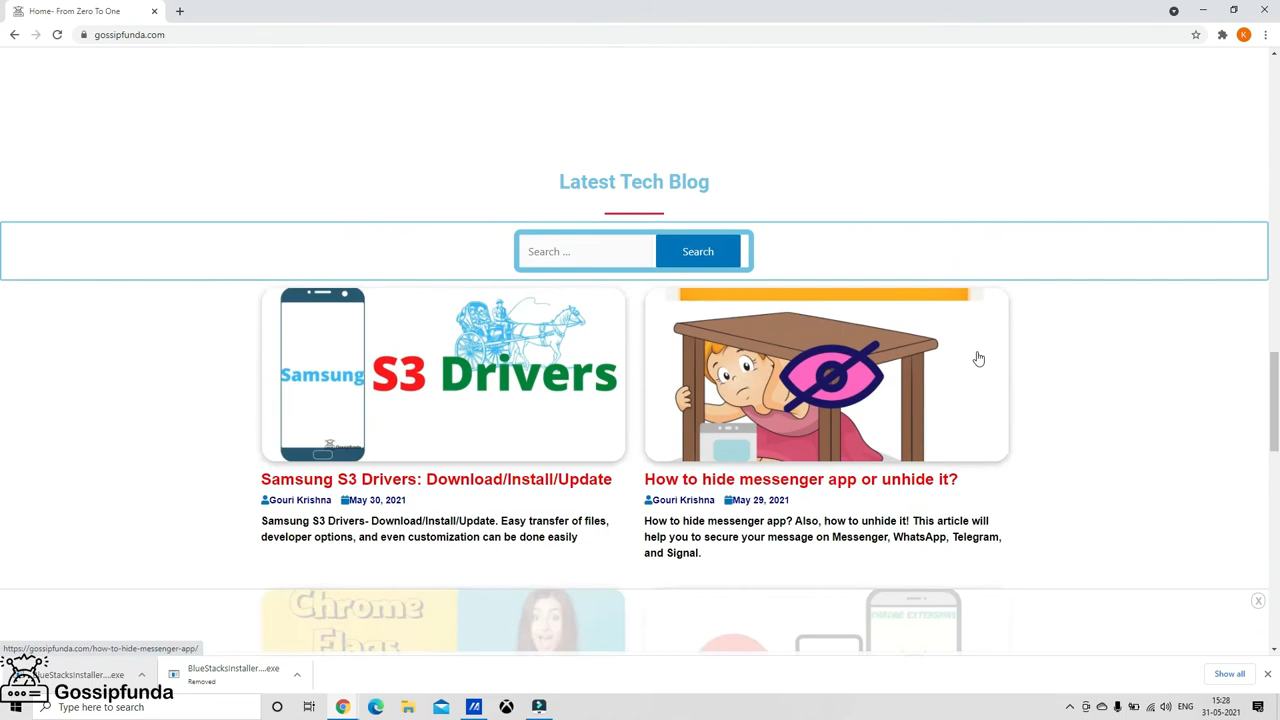 Home- From Zero To One
gossipfunda.com
K
Latest Tech Blog
Search ...
Search
Samsung
S3 Drivers
Gossipfunda
Samsung S3 Drivers: Download/Install/Update
Gouri Krishna May 30, 2021
Samsung S3 Drivers- Download/Install/Update. Easy transfer of files,
developer options, and even customization can be done easily
How to hide messenger app or unhide it?
Gouri Krishna May 29, 2021
How to hide messenger app? Also, how to unhide it! This article will
help you to secure your message on Messenger, WhatsApp, Telegram,
and Signal.
Chrome
Flags
CHROME EXTENSIONS
X
https://gossipfunda.com/how-to-hide-messenger-app/
BlueStacksInstaller....exe
BlueStacksInstaller....exe
Removed
Show all
Gossipfunda
Type here to search
ENG
15:28
31-05-2021